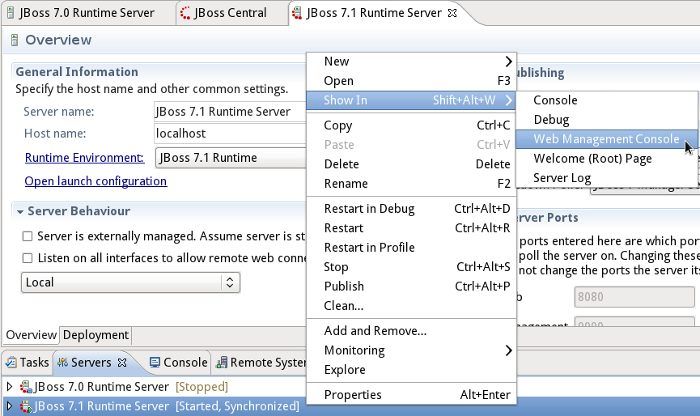 JBoss 7.0 Runtime Server
JBoss Central
JBoss 7.1 Runtime Server
Overview
General Information
Specify the host name and other common settings.
Server name:
JBoss 7.1 Runtime Server
Host name:
localhost
Runtime Environment:
JBoss 7.1 Runtime
Open launch configuration
Server Behaviour
Server is externally managed. Assume server is st
Listen on all interfaces to allow remote web conne
Local
Overview
Deployment
New
Open F3
Show In Shift+Alt+W
Copy Ctrl+C
Paste Ctrl+V
Delete Delete
Rename F2
Restart in Debug Ctrl+Alt+D
Restart Ctrl+Alt+R
Restart in Profile
Stop Ctrl+Alt+S
Publish Ctrl+Alt+P
Clean...
Add and Remove...
Monitoring
Explore
Properties Alt+Enter
blishing
Console
Debug
Web Management Console
Welcome (Root) Page
Server Log
rver Ports
ports entered here are which por
poll the server on. Changing these
not change the ports the server its
b
8080
Tasks
Servers
Console
Remote System
JBoss 7.0 Runtime Server [Stopped]
JBoss 7.1 Runtime Server [Started, Synchronized]